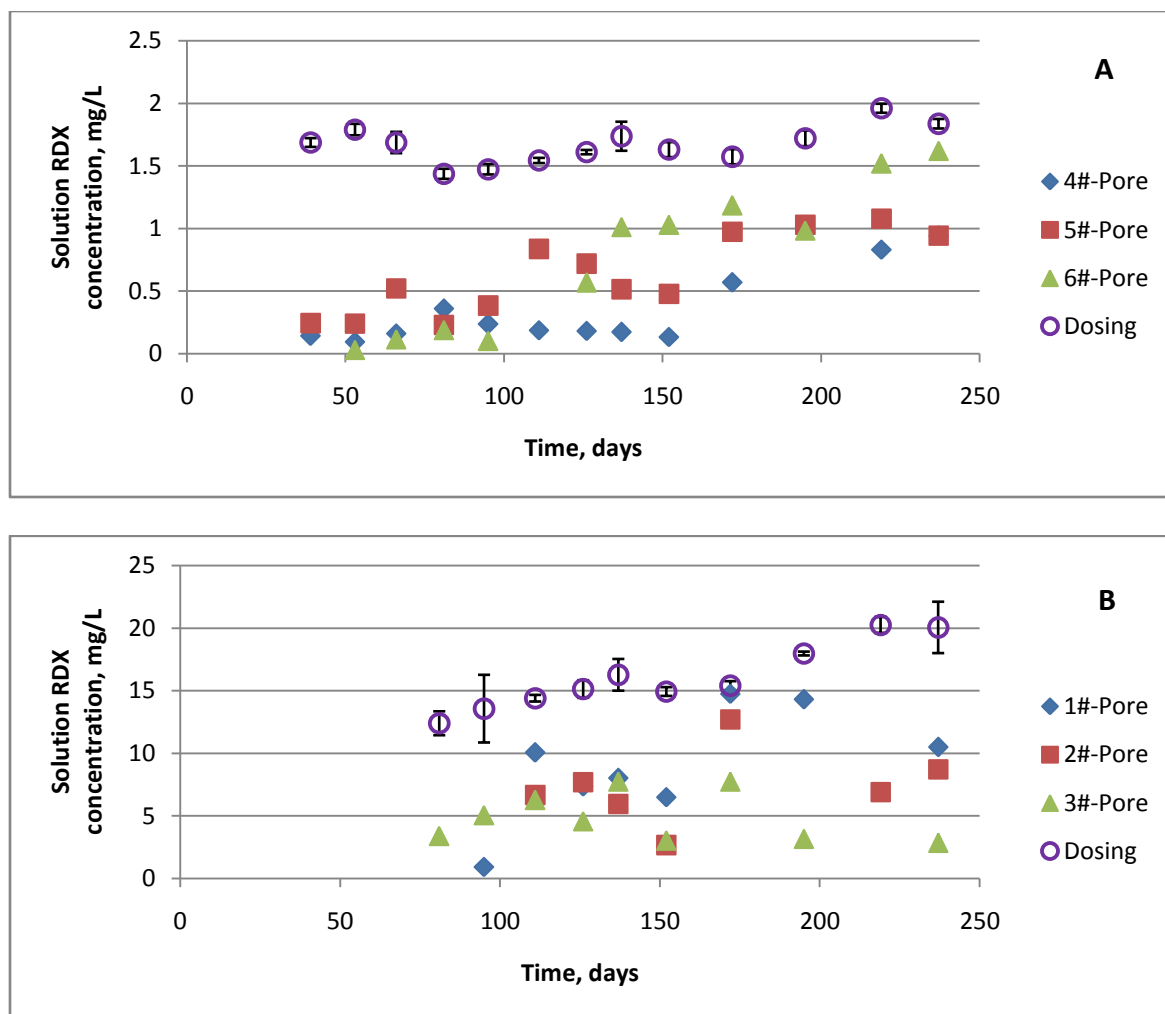 A
Solution RDX
concentration, mg/L
2.5
2
1.5
1
0.5
0
0
50
100
150
200
250
Time, days
4#-Pore
5#-Pore
6#-Pore
Dosing
B
Solution RDX
concentration, mg/L
25
20
15
10
5
0
0
50
100
150
200
250
Time, days
1#-Pore
2#-Pore
3#-Pore
Dosing